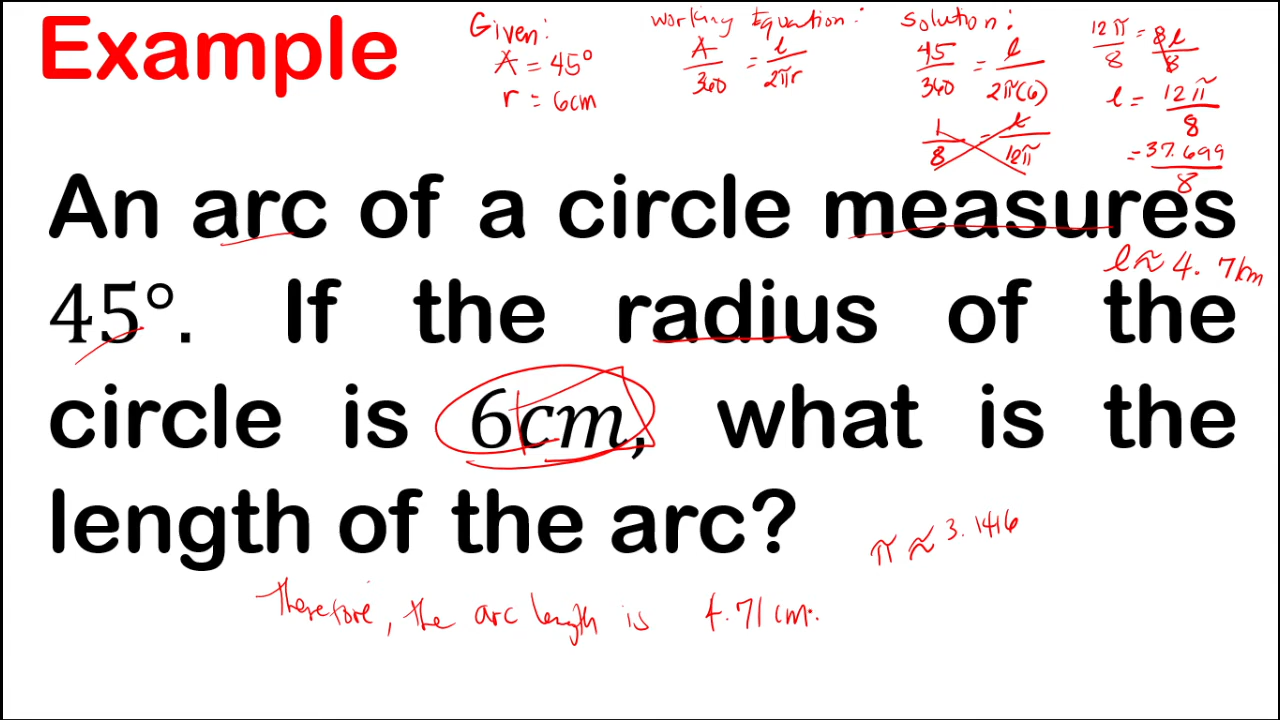 Example
Given:
A = 45°
r = 6cm
working Equation:
A/360 = l/2πr
solution:
45/360 = l/2π(6)
1/8 = l/12π
12π/8 = 8l/8
l = 12π/8
= 37.699/8
l ≈ 4.7km
An arc of a circle measures
45°. If the radius of the
circle is 6cm, what is the
length of the arc?
π ≈ 3.1416
therefore, the arc length is 4.71 cm.